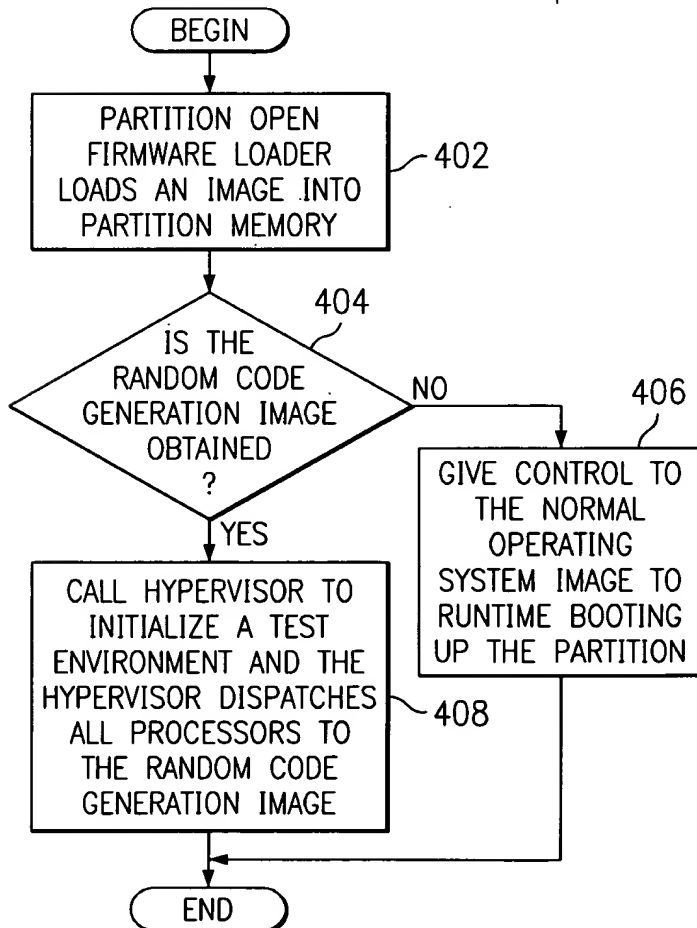 BEGIN
PARTITION OPEN
FIRMWARE LOADER
LOADS AN IMAGE INTO
PARTITION MEMORY
402
404
IS THE
RANDOM CODE
GENERATION IMAGE
OBTAINED
?
NO
406
YES
GIVE CONTROL TO
THE NORMAL
OPERATING
SYSTEM IMAGE TO
RUNTIME BOOTING
UP THE PARTITION
CALL HYPERVISOR TO
INITIALIZE A TEST
ENVIRONMENT AND THE
HYPERVISOR DISPATCHES
ALL PROCESSORS TO
THE RANDOM CODE
GENERATION IMAGE
408
END